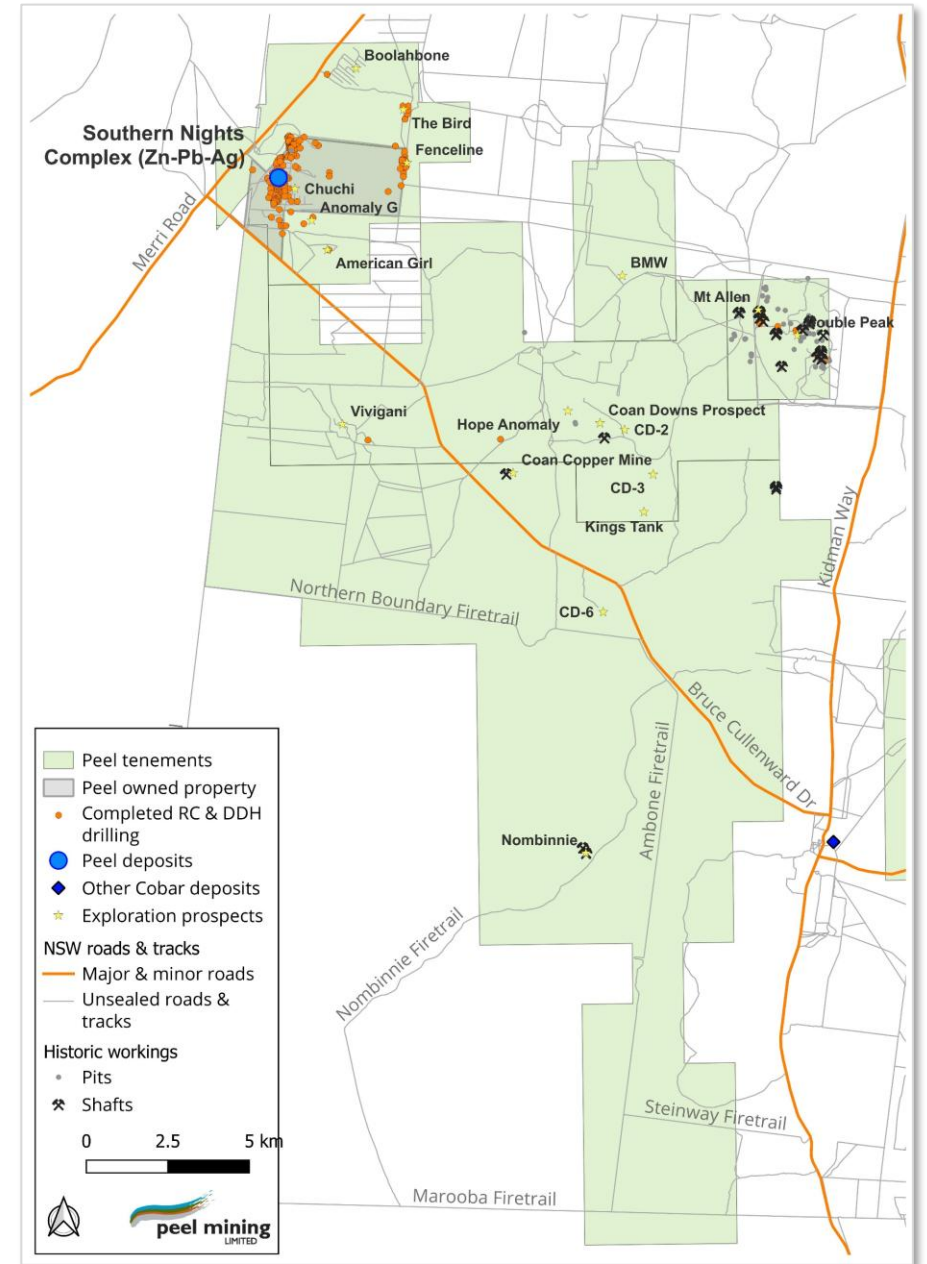 Boolahbone
The Bird
Southern Nights
Complex (Zn-Pb-Ag)
Fenceline
Chuchi
Anomaly G
Merri Road
American Girl
BMW
Mt Allen
ouble Peak
Vivigani
Hope Anomaly
Coan Downs Prospect
CD-2
Coan Copper Mine
CD-3
Kings Tank
Kidman Way
Northern Boundary Firetrail
CD-6
Bruce Cullenward Dr
Ambone Firetrail
Nombinnie
Nombinnie Firetrail
Steinway Firetrail
Marooba Firetrail
Peel tenements
Peel owned property
Completed RC & DDH
drilling
Peel deposits
Other Cobar deposits
Exploration prospects
NSW roads & tracks
Major & minor roads
Unsealed roads &
tracks
Historic workings
Pits
Shafts
0 2.5 5 km
peel mining
LIMITED